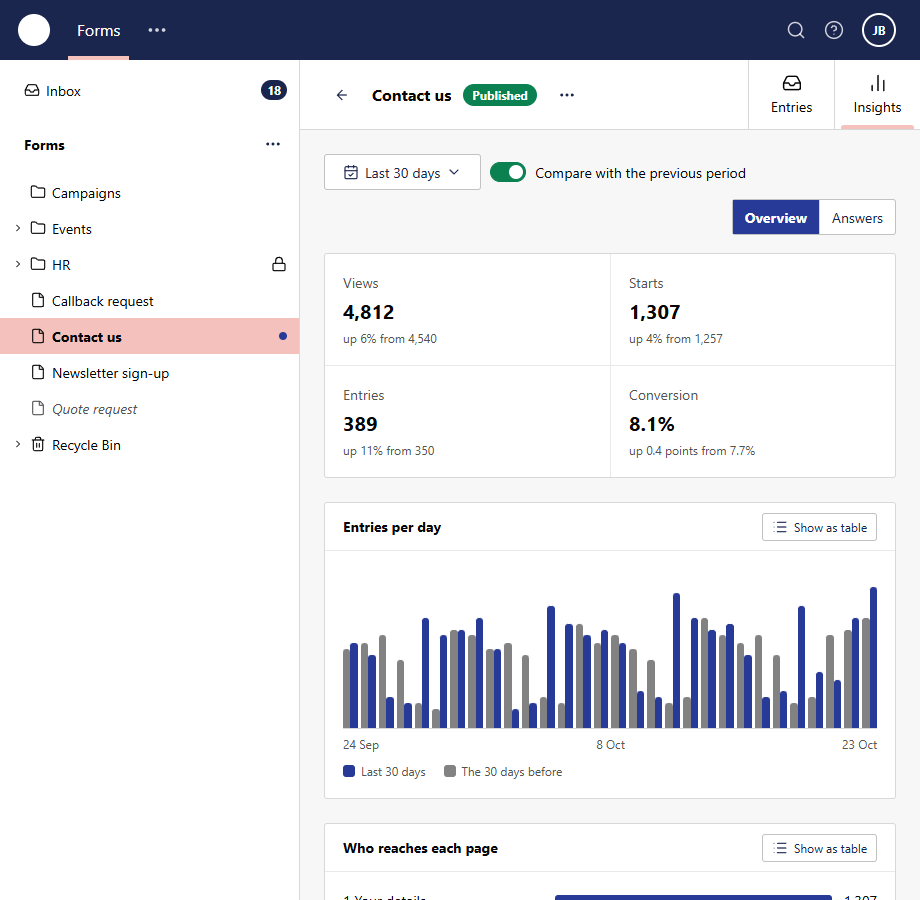 Forms
JB
Inbox
18
Forms
Campaigns
Events
HR
Callback request
Contact us
Newsletter sign-up
Quote request
Recycle Bin
Contact us
Published
Entries
Insights
Last 30 days
Compare with the previous period
Overview
Answers
Views
4,812
up 6% from 4,540
Starts
1,307
up 4% from 1,257
Entries
389
up 11% from 350
Conversion
8.1%
up 0.4 points from 7.7%
Entries per day
Show as table
24 Sep
8 Oct
23 Oct
Last 30 days
The 30 days before
Who reaches each page
Show as table
1 Your details
1,307